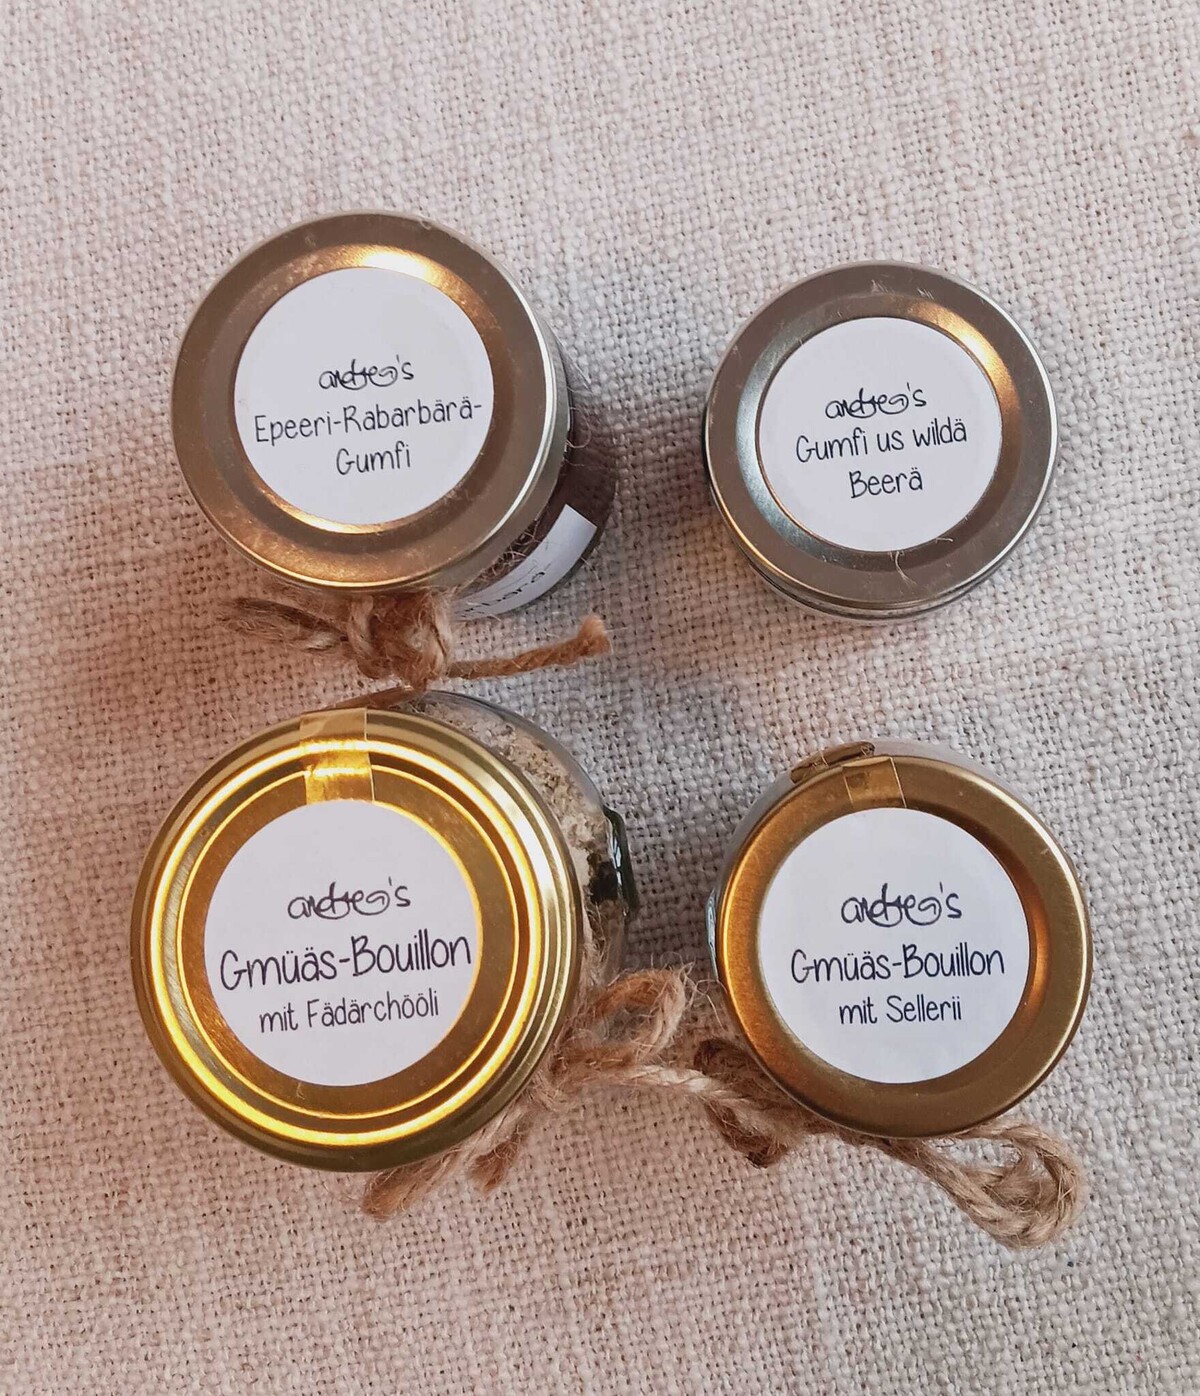 andrea's
Epeeri-Rabarbärä-
Gumfi
andrea's
Gumfi us wildä
Beerä
andrea's
Gmüäs-Bouillon
mit Fädärchööli
andrea's
Gmüäs-Bouillon
mit Sellerii